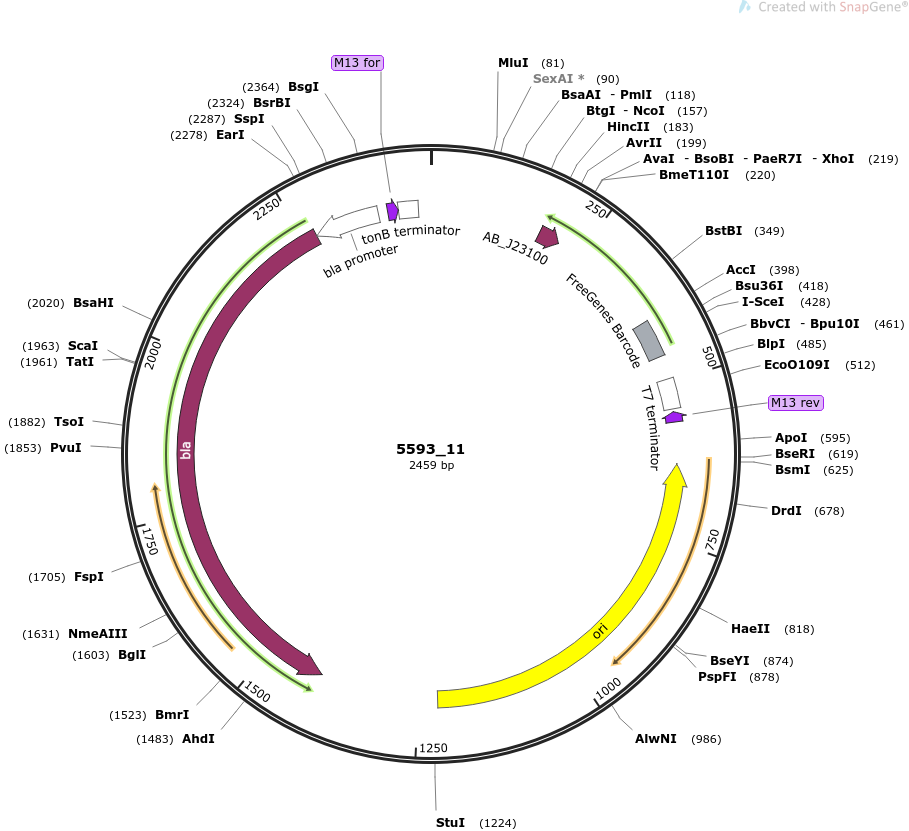 Created with SnapGene®
M13 for
MluI (81)
SexAI * (90)
BsaAI - PmlI (118)
BtgI - NcoI (157)
HincII (183)
AvrII (199)
AvaI - BsoBI - PaeR7I - XhoI (219)
BmeT110I (220)
250
BstBI (349)
AccI (398)
Bsu36I (418)
I-SceI (428)
BbvCI - Bpu10I (461)
BlpI (485)
500
EcoO109I (512)
M13 rev
ApoI (595)
BseRI (619)
BsmI (625)
DrdI (678)
750
HaeII (818)
BseYI (874)
PspFI (878)
AlwNI (986)
1000
StuI (1224)
1250
(1483) AhdI
1500
(1523) BmrI
(1603) BglI
(1631) NmeAIII
(1705) FspI
1750
(1853) PvuI
(1882) TsoI
(1961) TatI
(1963) ScaI
2000
(2020) BsaHI
2250
(2278) EarI
(2287) SspI
(2324) BsrBI
(2364) BsgI
tonB terminator
bla promoter
AB_J23100
FreeGenes Barcode
T7 terminator
ori
bla
5593_11
2459 bp